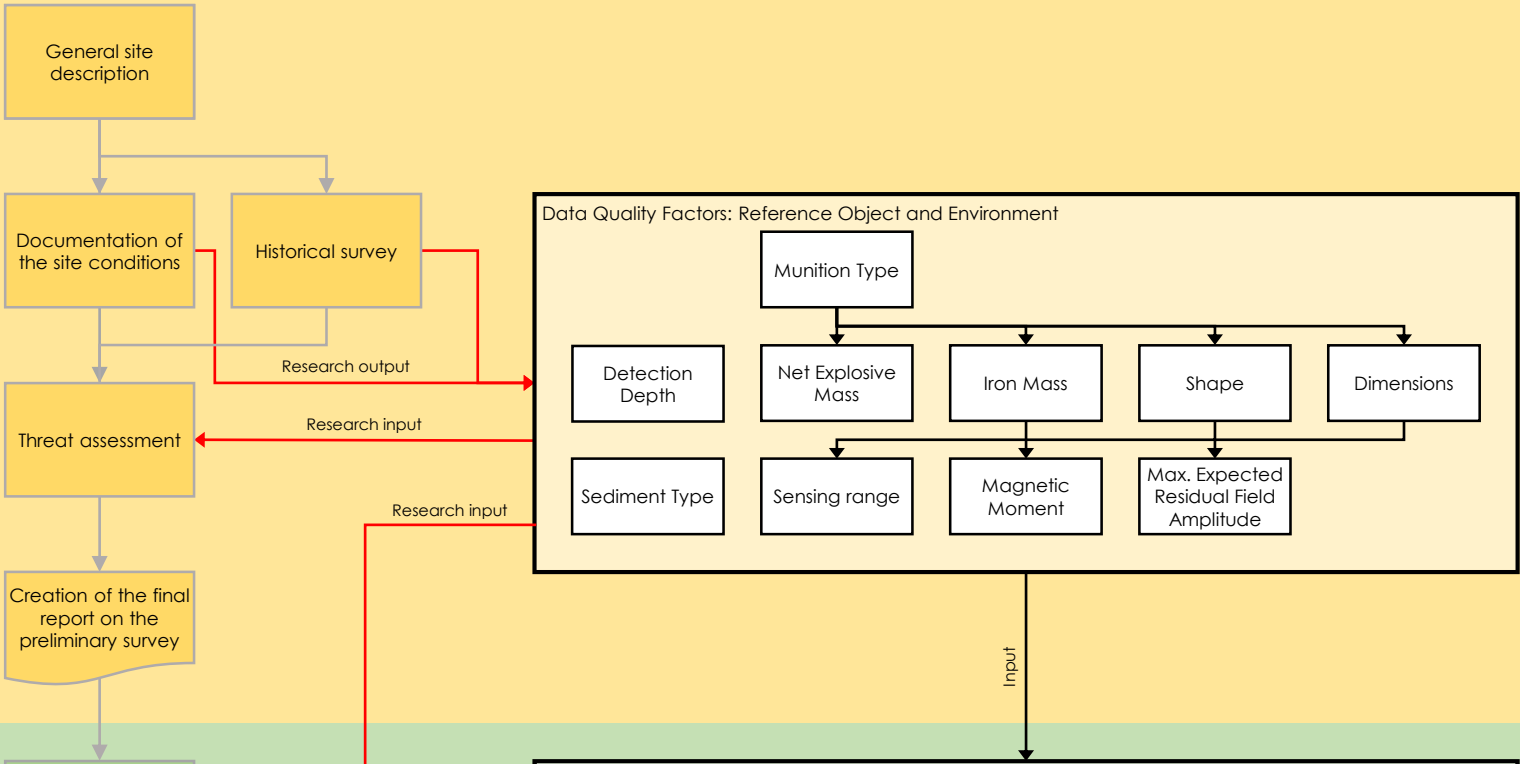 General site
description
Documentation of
the site conditions
Historical survey
Data Quality Factors: Reference Object and Environment
Munition Type
Detection
Depth
Net Explosive
Mass
Iron Mass
Shape
Dimensions
Research output
Research input
Threat assessment
Sediment Type
Sensing range
Magnetic
Moment
Max. Expected
Residual Field
Amplitude
Research input
Creation of the final
report on the
preliminary survey
Input